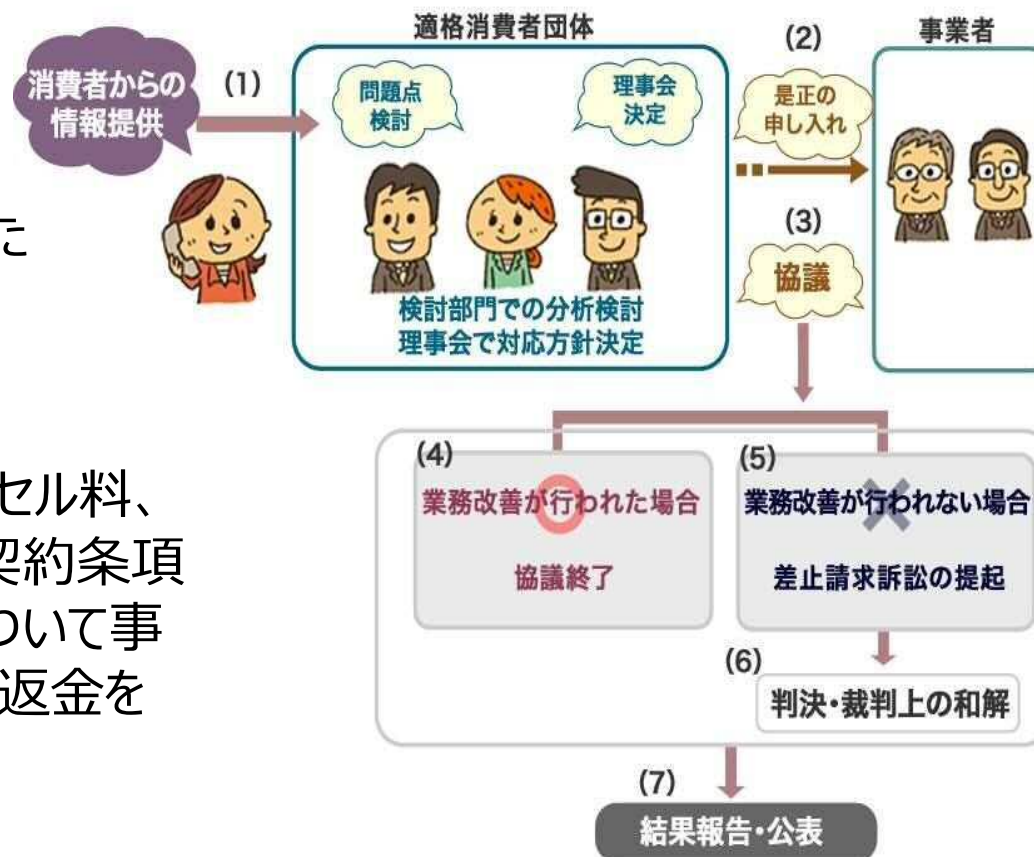 適格消費者団体
(2)
事業者
消費者からの
情報提供
(1)
問題点
検討
理事会
決定
是正の
申し入れ
(3)
協議
検討部門での分析検討
理事会で対応方針決定
た
セル料、
契約条項
ついて事
返金を
(4)
業務改善が行われた場合
協議終了
(5)
業務改善が行われない場合
差止請求訴訟の提起
(6)
判決・裁判上の和解
(7)
結果報告・公表